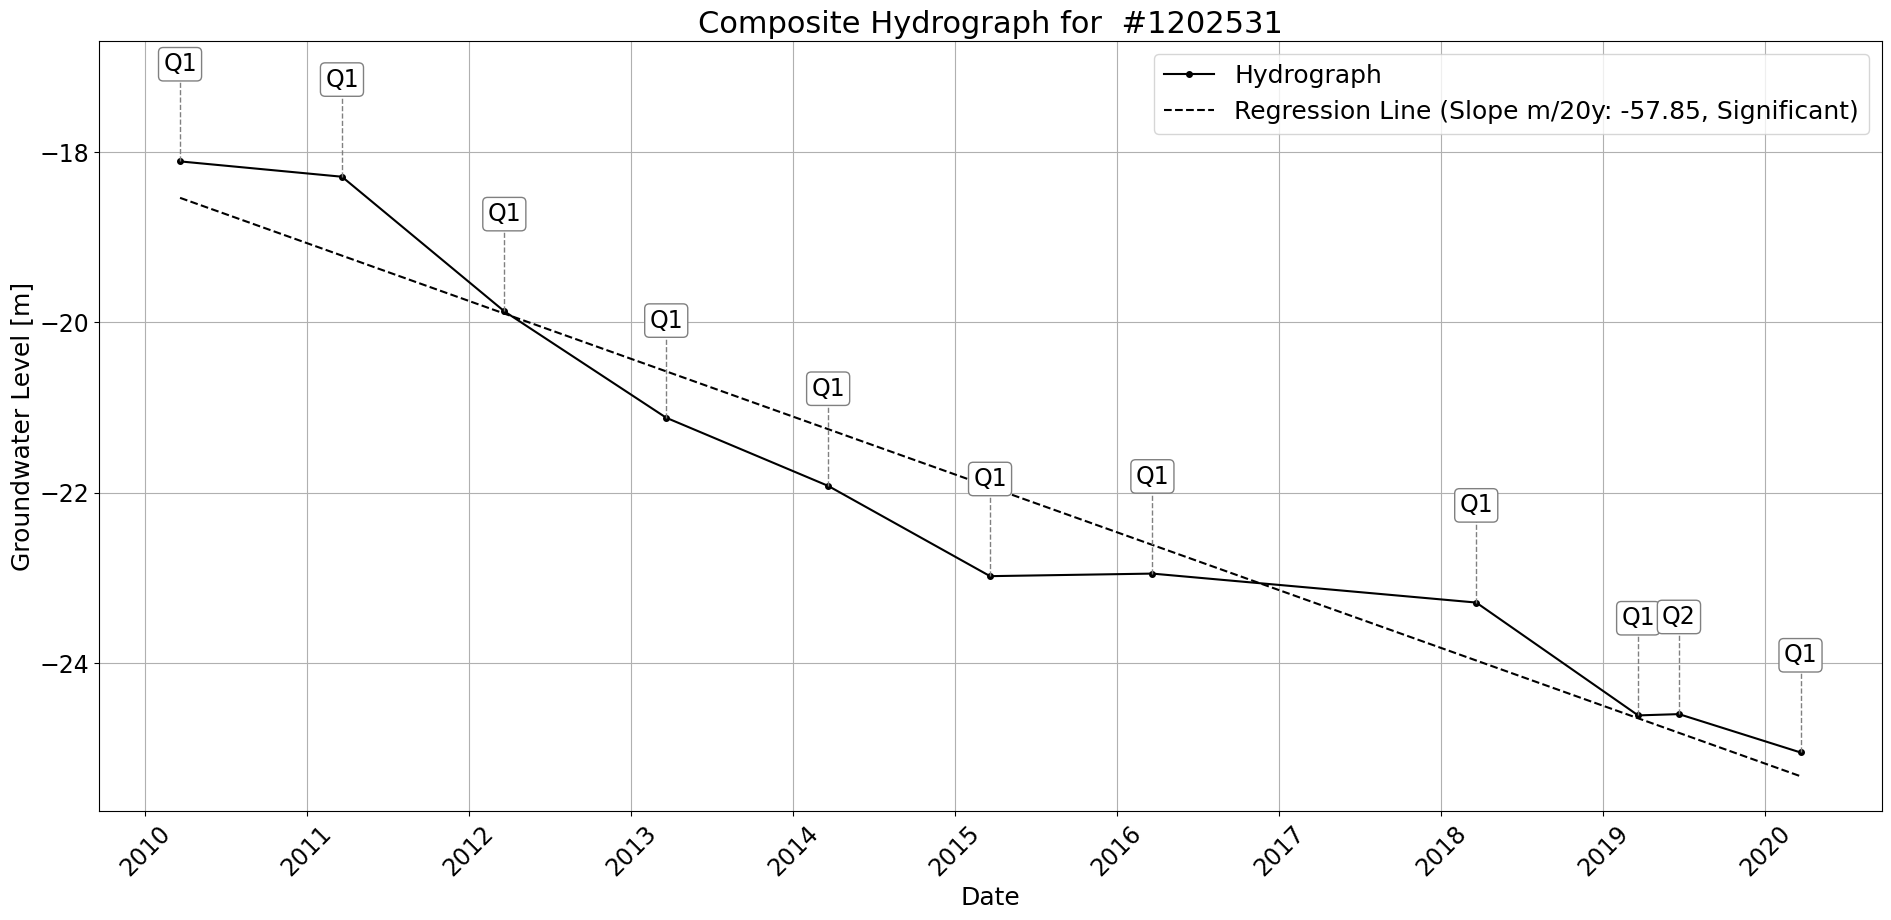 Composite Hydrograph for  #1202531
Hydrograph
Regression Line (Slope m/20y: -57.85, Significant)
Q1
Q1
Q1
Q1
Q1
Q1
Q1
Q1
Q1
Q2
Q1
Groundwater Level [m]
−18
−20
−22
−24
2010
2011
2012
2013
2014
2015
2016
2017
2018
2019
2020
Date